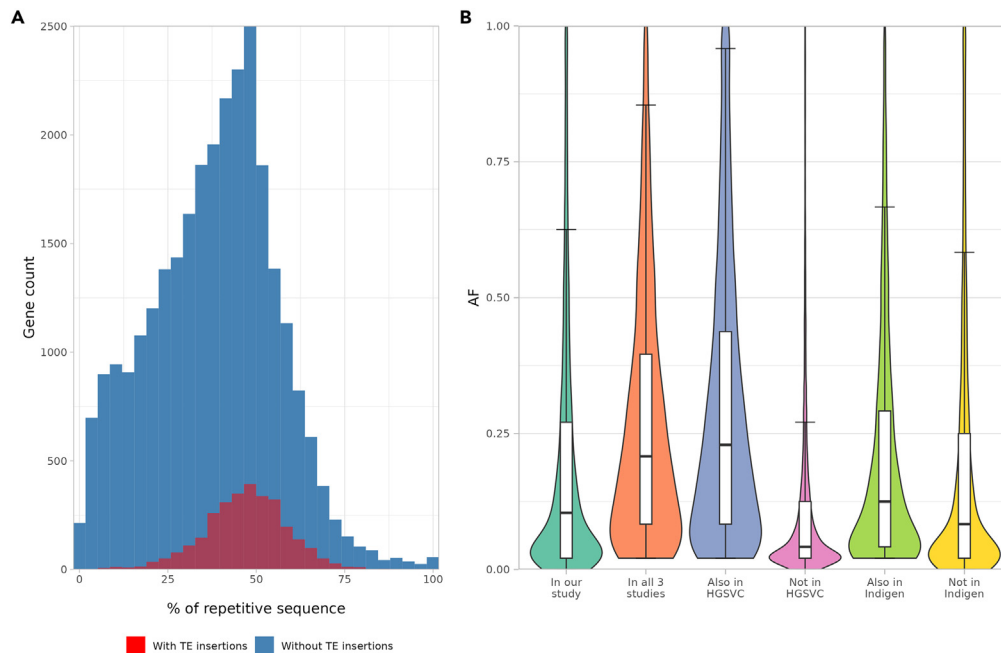 A
2500
2000
1500
1000
500
0
Gene count
0
25
50
75
100
% of repetitive sequence
With TE insertions
Without TE insertions
B
1.00
0.75
0.50
0.25
0.00
AF
In our
study
In all 3
studies
Also in
HGSVC
Not in
HGSVC
Also in
Indigen
Not in
Indigen